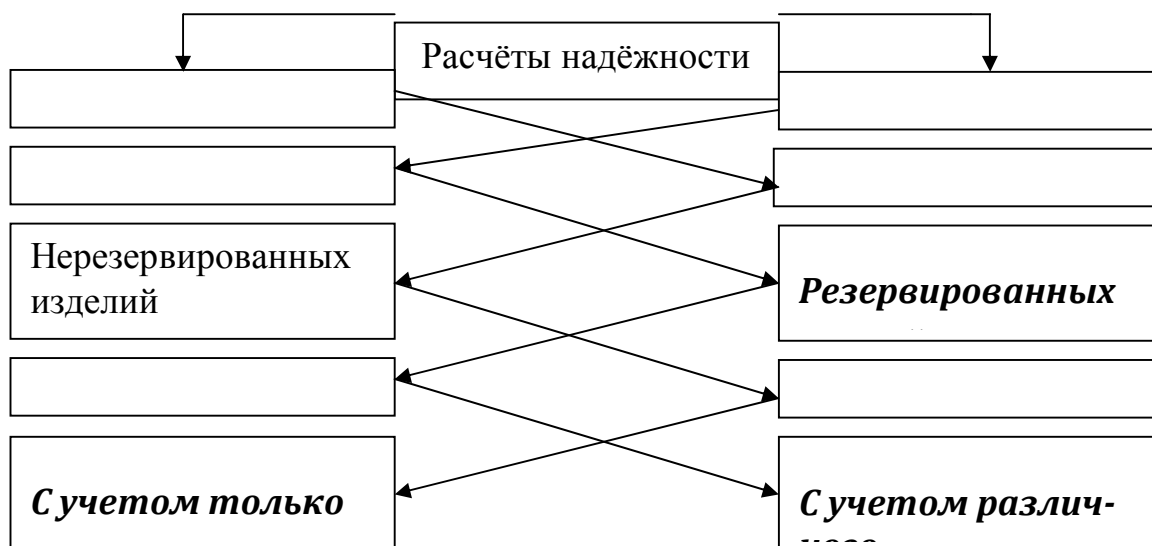 Расчёты надёжности
Нерезервированных
изделий
Резервированных
С учетом только
С учетом различ-